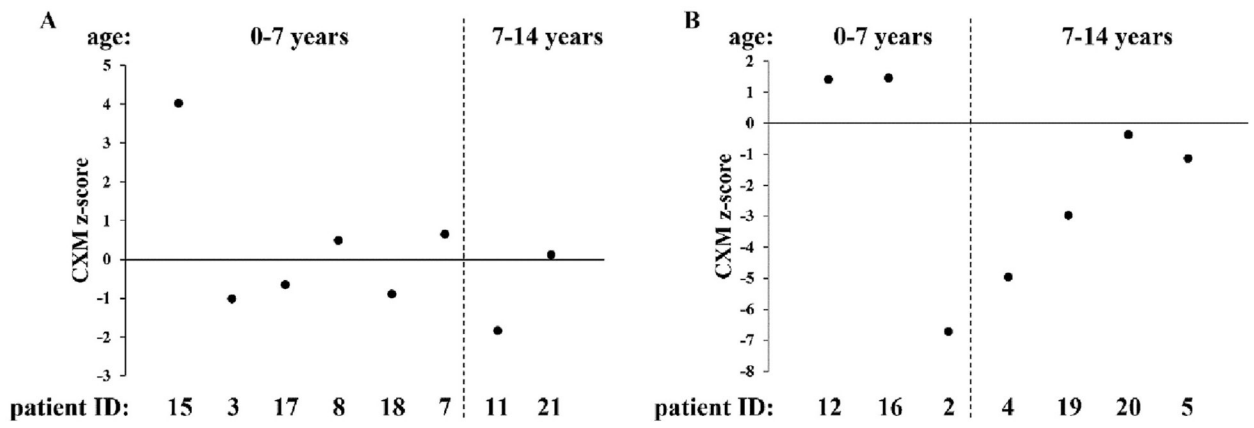 A
age: 0-7 years 7-14 years
5
4
3
2
1
0
-1
-2
-3
CXM z-score
patient ID: 15 3 17 8 18 7 11 21
B
age: 0-7 years 7-14 years
2
1
0
-1
-2
-3
-4
-5
-6
-7
-8
CXM z-score
patient ID: 12 16 2 4 19 20 5